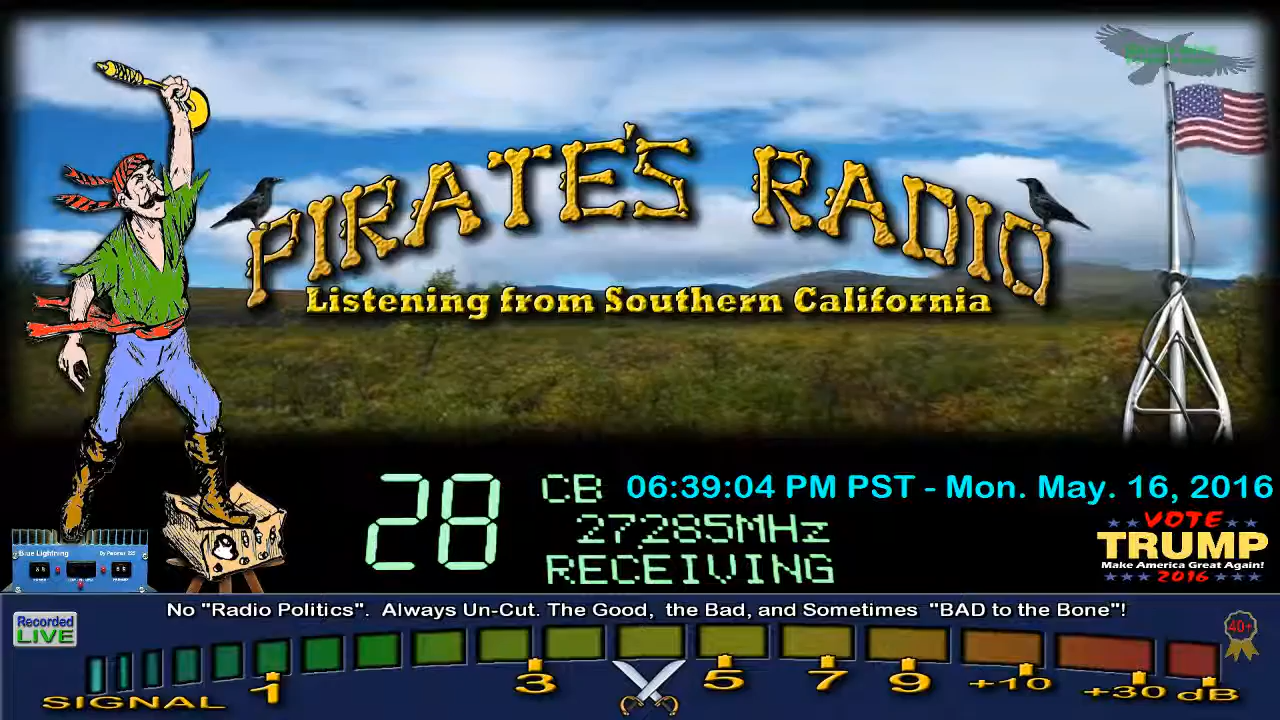 PIRATE'S RADIO
Listening from Southern California
28 CB
27.285MHz
RECEIVING
06:39:04 PM PST - Mon. May. 16, 2016
VOTE
TRUMP
Make America Great Again!
2016
Blue Lightning
No "Radio Politics". Always Un-Cut. The Good, the Bad, and Sometimes "BAD to the Bone"!
Recorded
LIVE
40+
SIGNAL 1 3 5 7 9 +10 +30 dB